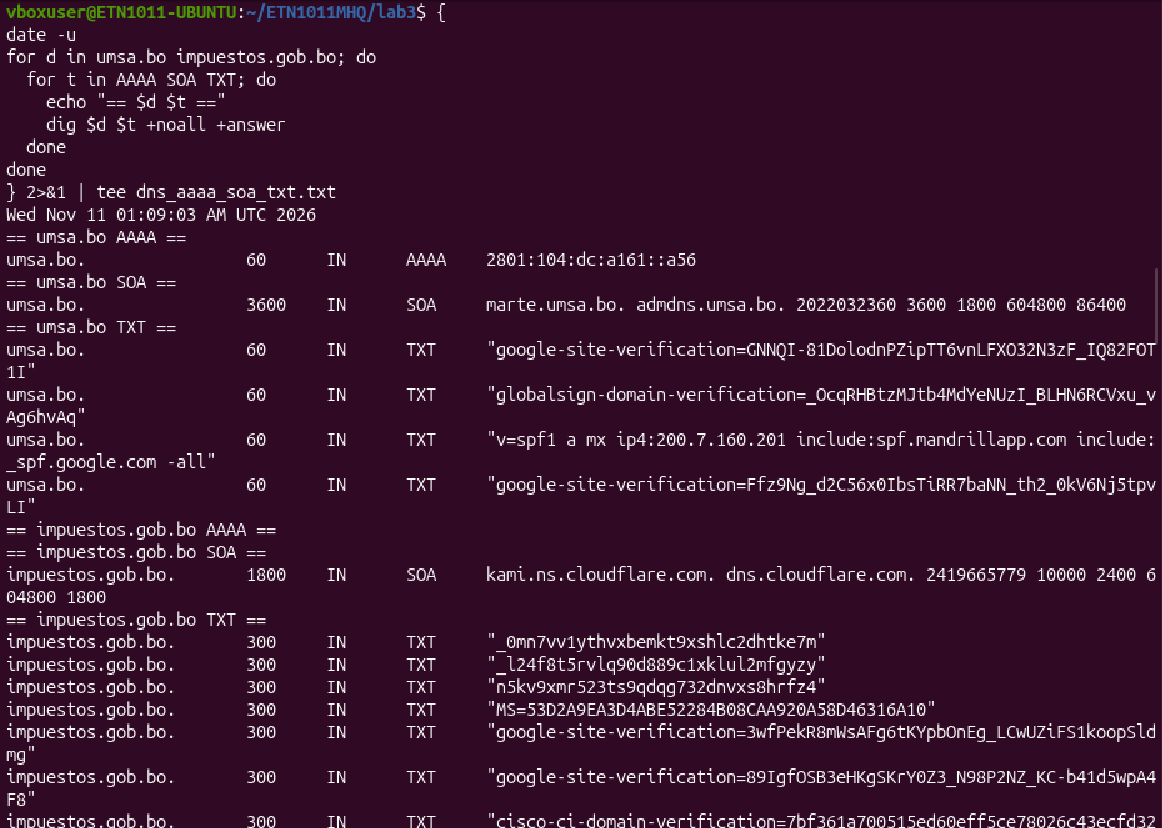 vboxuser@ETN1011-UBUNTU:~/ETN1011MHQ/lab3$ {
date -u
for d in umsa.bo impuestos.gob.bo; do
  for t in AAAA SOA TXT; do
    echo "== $d $t =="
    dig $d $t +noall +answer
  done
done
} 2>&1 | tee dns_aaaa_soa_txt.txt
Wed Nov 11 01:09:03 AM UTC 2026
== umsa.bo AAAA ==
umsa.bo.                60      IN      AAAA    2801:104:dc:a161::a56
== umsa.bo SOA ==
umsa.bo.                3600    IN      SOA     marte.umsa.bo. admdns.umsa.bo. 2022032360 3600 1800 604800 86400
== umsa.bo TXT ==
umsa.bo.                60      IN      TXT     "google-site-verification=GNNQI-81DolodnPZipTT6vnLFXO32N3zF_IQ82FOT
1I"
umsa.bo.                60      IN      TXT     "globalsign-domain-verification=_OcqRHBtzMJtb4MdYeNUzI_BLHN6RCVxu_v
Ag6hvAq"
umsa.bo.                60      IN      TXT     "v=spf1 a mx ip4:200.7.160.201 include:spf.mandrillapp.com include:
_spf.google.com -all"
umsa.bo.                60      IN      TXT     "google-site-verification=Ffz9Ng_d2C56x0IbsTiRR7baNN_th2_0kV6Nj5tpv
LI"
== impuestos.gob.bo AAAA ==
== impuestos.gob.bo SOA ==
impuestos.gob.bo.       1800    IN      SOA     kami.ns.cloudflare.com. dns.cloudflare.com. 2419665779 10000 2400 6
04800 1800
== impuestos.gob.bo TXT ==
impuestos.gob.bo.       300     IN      TXT     "_0mn7vv1ythvxbemkt9xshlc2dhtke7m"
impuestos.gob.bo.       300     IN      TXT     "_l24f8t5rvlq90d889c1xklul2mfgyzy"
impuestos.gob.bo.       300     IN      TXT     "n5kv9xmr523ts9qdqg732dnvxs8hrfz4"
impuestos.gob.bo.       300     IN      TXT     "MS=53D2A9EA3D4ABE52284B08CAA920A58D46316A10"
impuestos.gob.bo.       300     IN      TXT     "google-site-verification=3wfPekR8mWsAFg6tKYpbOnEg_LCwUZiFS1koopSld
mg"
impuestos.gob.bo.       300     IN      TXT     "google-site-verification=89IgfOSB3eHKgSKrY0Z3_N98P2NZ_KC-b41d5wpA4
F8"
impuestos.gob.bo.       300     IN      TXT     "cisco-ci-domain-verification=7bf361a700515ed60eff5ce78026c43ecfd32